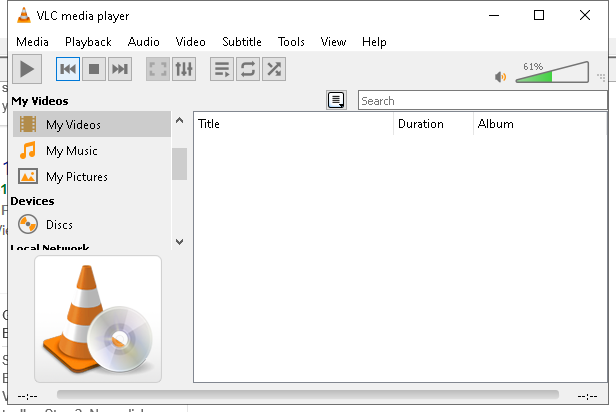 VLC media player
Media Playback Audio Video Subtitle Tools View Help
61%
My Videos
Search
My Videos
Title Duration Album
My Music
My Pictures
Devices
Discs
Local Network
--:-- --:--